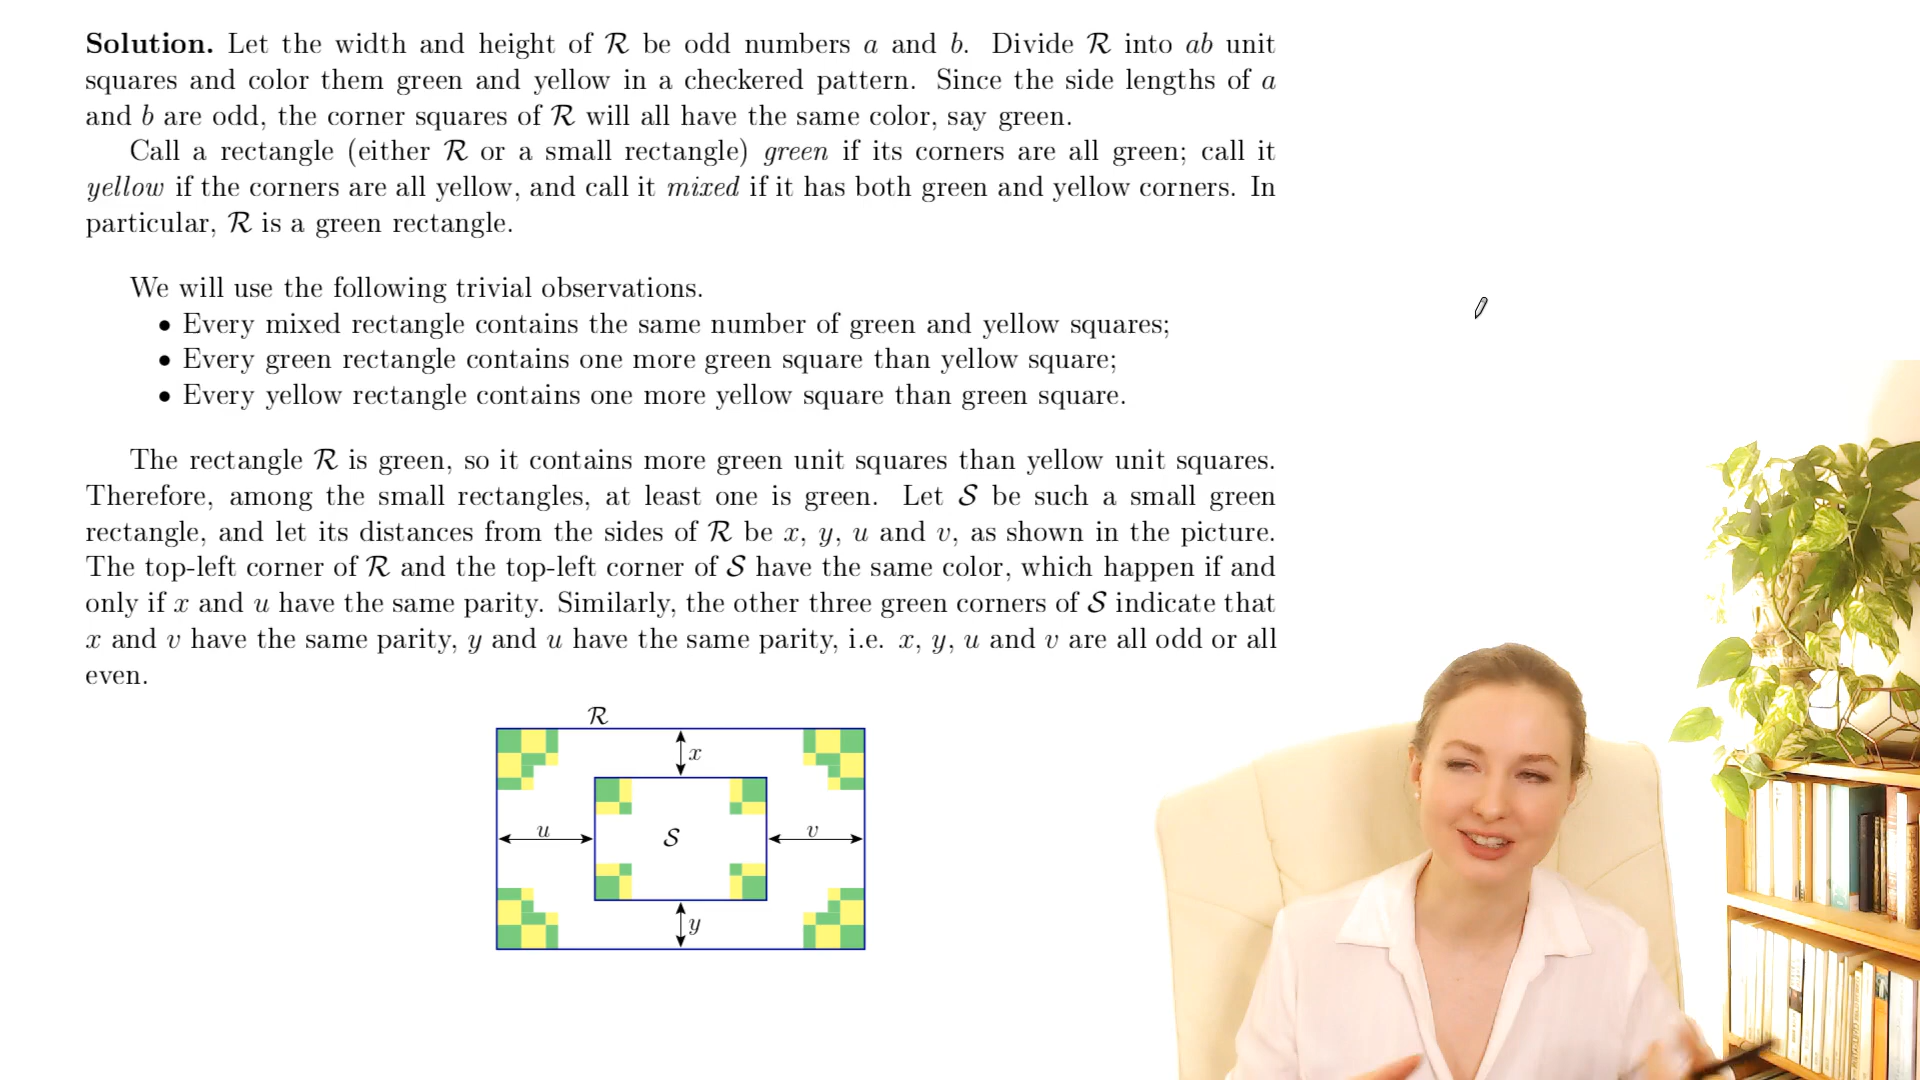 Solution. Let the width and height of ℛ be odd numbers a and b. Divide ℛ into ab unit
squares and color them green and yellow in a checkered pattern. Since the side lengths of a
and b are odd, the corner squares of ℛ will all have the same color, say green.
Call a rectangle (either ℛ or a small rectangle) green if its corners are all green; call it
yellow if the corners are all yellow, and call it mixed if it has both green and yellow corners. In
particular, ℛ is a green rectangle.
We will use the following trivial observations.
• Every mixed rectangle contains the same number of green and yellow squares;
• Every green rectangle contains one more green square than yellow square;
• Every yellow rectangle contains one more yellow square than green square.
The rectangle ℛ is green, so it contains more green unit squares than yellow unit squares.
Therefore, among the small rectangles, at least one is green. Let 𝒮 be such a small green
rectangle, and let its distances from the sides of ℛ be x, y, u and v, as shown in the picture.
The top-left corner of ℛ and the top-left corner of 𝒮 have the same color, which happen if and
only if x and u have the same parity. Similarly, the other three green corners of 𝒮 indicate that
x and v have the same parity, y and u have the same parity, i.e. x, y, u and v are all odd or all
even.
ℛ
x
u
𝒮
v
y